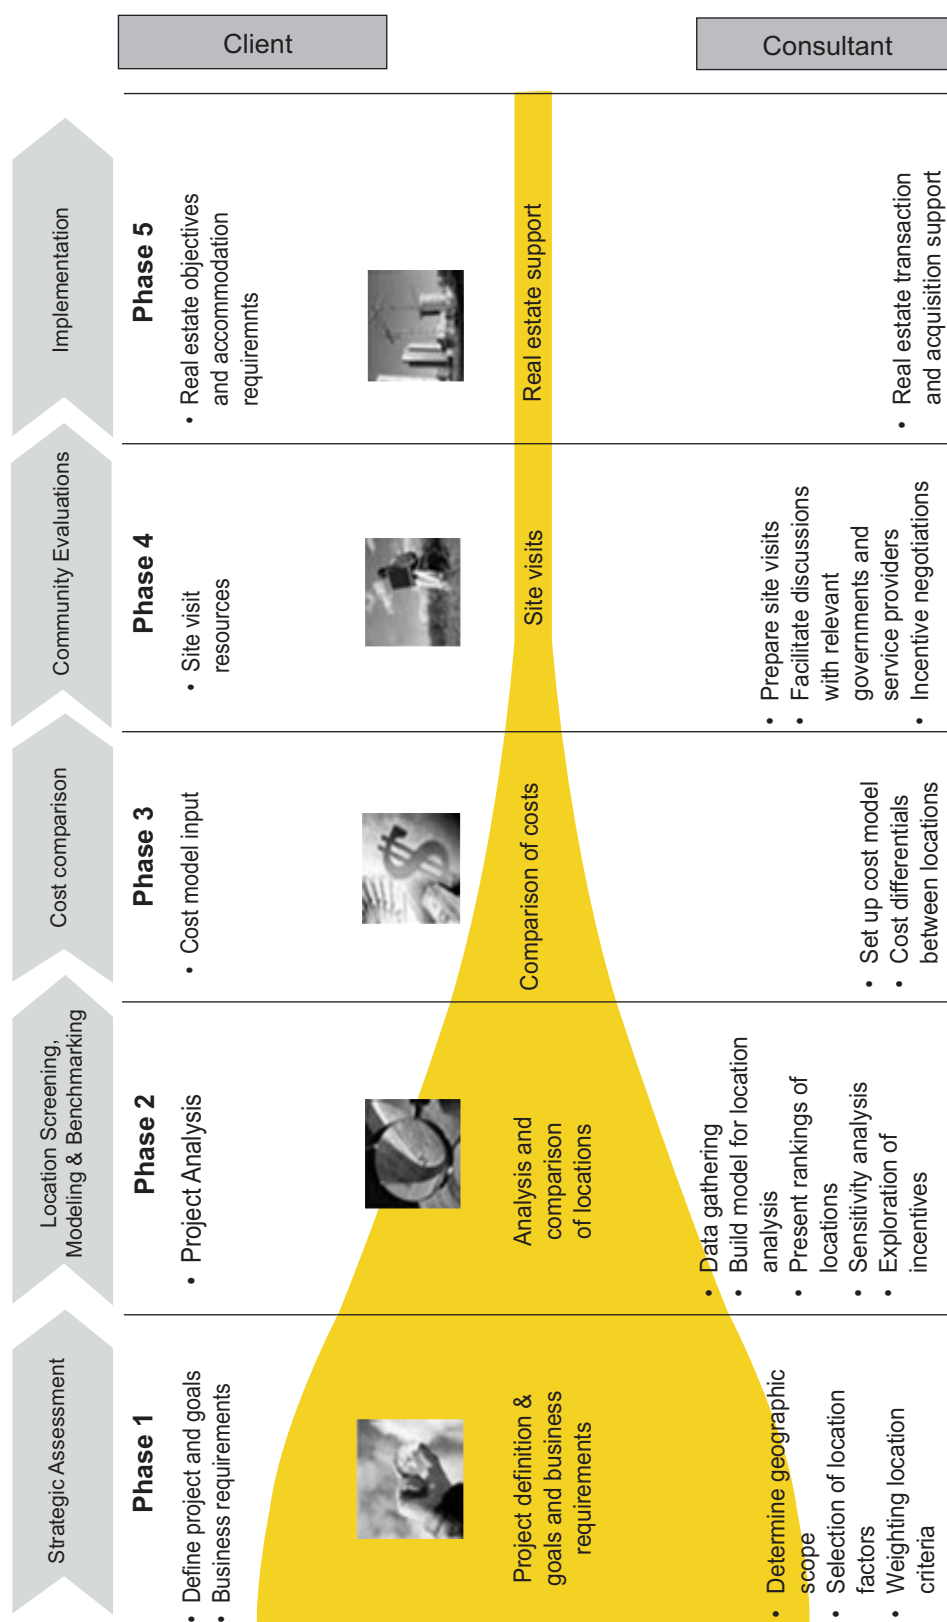 Strategic Assessment
Location Screening,
Modeling & Benchmarking
Cost comparison
Community Evaluations
Implementation
Client
Phase 1
• Define project and goals
• Business requirements
Phase 2
• Project Analysis
Phase 3
• Cost model input
Phase 4
• Site visit
resources
Phase 5
• Real estate objectives
and accommodation
requiremnts
Project definition &
goals and business
requirements
Analysis and
comparison
of locations
Comparison of costs
Site visits
Real estate support
Consultant
• Determine geographic
scope
• Selection of location
factors
• Weighting location
criteria
• Data gathering
• Build model for location
analysis
• Present rankings of
locations
• Sensitivity analysis
• Exploration of
incentives
• Set up cost model
• Cost differentials
between locations
• Prepare site visits
• Facilitate discussions
with relevant
governments and
service providers
• Incentive negotiations
• Real estate transaction
and acquisition support